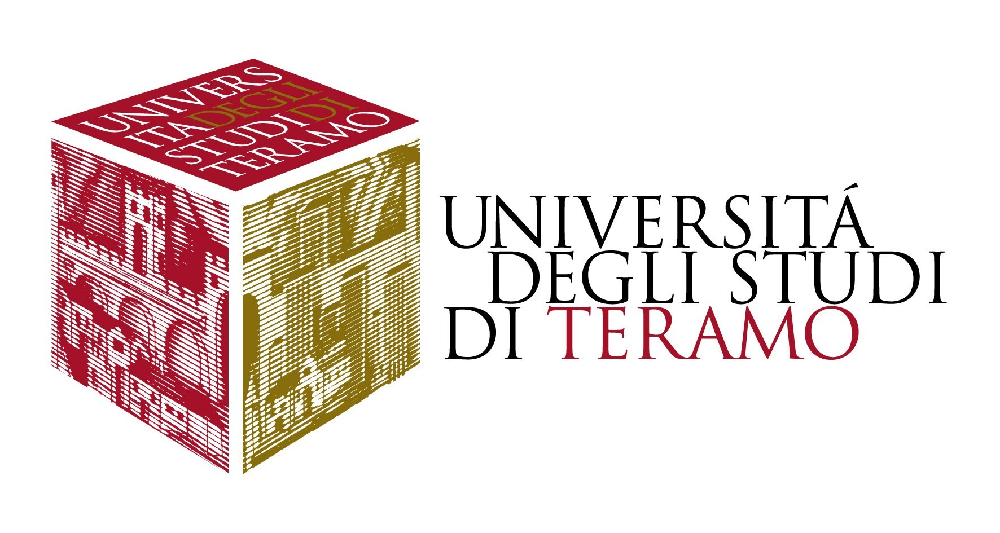 UNIVERS
ITADEGLI
STUDIDI
TERAMO
UNIVERSITÁ
DEGLI STUDI
DI TERAMO